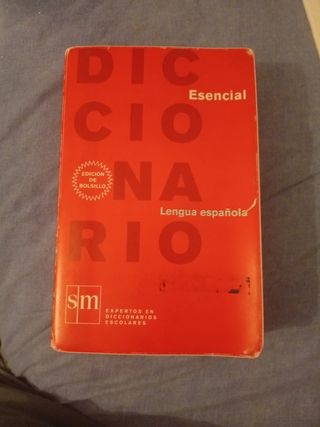 DIC
Esencial
CIO
EDICIÓN
DE
BOLSILLO
NA
Lengua española
RIO
sm
EXPERTOS EN
DICCIONARIOS
ESCOLARES